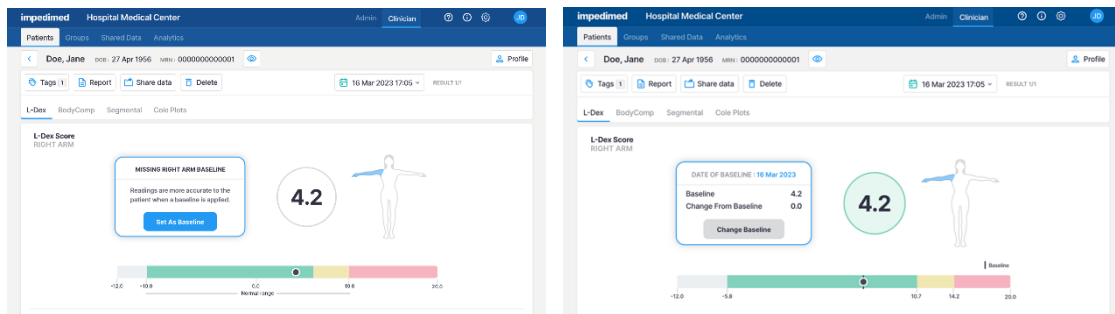 impedimed Hospital Medical Center Admin Clinician JD
Patients Groups Shared Data Analytics
Doe, Jane DOB: 27 Apr 1956 MRN: 0000000000001 Profile
Tags 1 Report Share data Delete 16 Mar 2023 17:05 RESULT 1/1
L-Dex BodyComp Segmental Cole Plots
L-Dex Score
RIGHT ARM
MISSING RIGHT ARM BASELINE
Readings are more accurate to the
patient when a baseline is applied.
Set As Baseline
4.2
-12.0 -10.0 0.0 10.0 20.0
Normal range
impedimed Hospital Medical Center Admin Clinician JD
Patients Groups Shared Data Analytics
Doe, Jane DOB: 27 Apr 1956 MRN: 0000000000001 Profile
Tags 1 Report Share data Delete 16 Mar 2023 17:05 RESULT 1/1
L-Dex BodyComp Segmental Cole Plots
L-Dex Score
RIGHT ARM
DATE OF BASELINE : 16 Mar 2023
Baseline 4.2
Change From Baseline 0.0
Change Baseline
4.2
Baseline
-12.0 -5.8 10.7 14.2 20.0